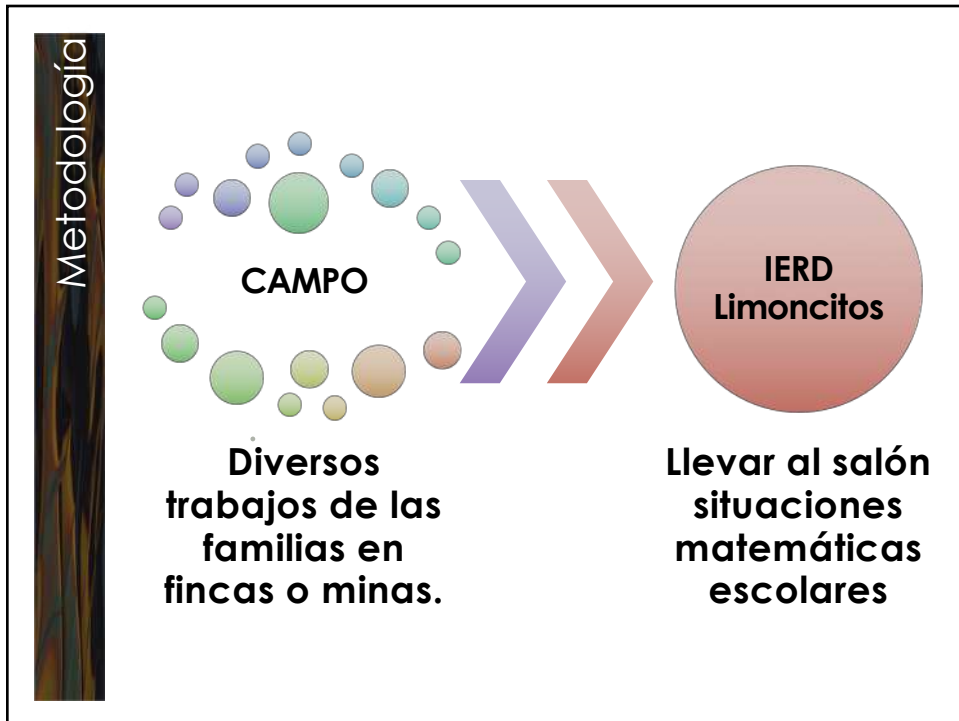 Metodología
CAMPO
Diversos
trabajos de las
familias en
fincas o minas.
IERD
Limoncitos
Llevar al salón
situaciones
matemáticas
escolares